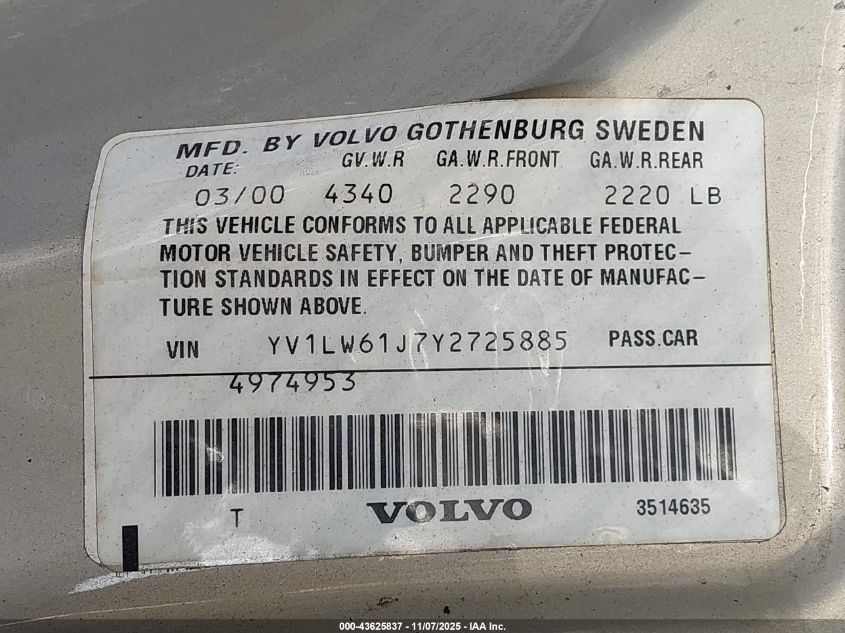 MFD. BY VOLVO GOTHENBURG SWEDEN
DATE: GV.W.R GA.W.R.FRONT GA.W.R.REAR
03/00 4340 2290 2220 LB
THIS VEHICLE CONFORMS TO ALL APPLICABLE FEDERAL
MOTOR VEHICLE SAFETY, BUMPER AND THEFT PROTEC-
TION STANDARDS IN EFFECT ON THE DATE OF MANUFAC-
TURE SHOWN ABOVE.
VIN YV1LW61J7Y2725885 PASS.CAR
4974953
T VOLVO 3514635
000-43625837 - 11/07/2025 - IAA Inc.